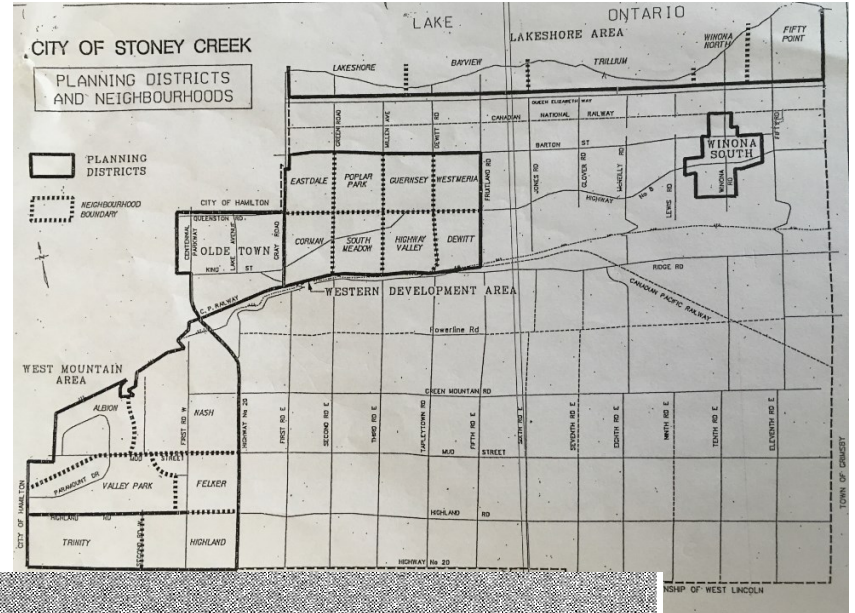 LAKE ONTARIO
LAKESHORE AREA
CITY OF STONEY CREEK
PLANNING DISTRICTS
AND NEIGHBOURHOODS
PLANNING
DISTRICTS
NEIGHBOURHOOD
BOUNDARY
LAKESHORE
BAYVIEW
TRILLIUM
WINONA
NORTH
FIFTY
POINT
QUEEN ELIZABETH WAY
CANADIAN NATIONAL RAILWAY
BARTON ST
GREEN ROAD
MILLEN AVE
DEWITT RD
FRUITLAND RD
JONES RD
GLOVER RD
McNEILLY RD
LEWIS RD
WINONA RD
FIFTY RD
HIGHWAY No 8
WINONA
SOUTH
EASTDALE
POPLAR
PARK
GUERNSEY
WESTMERIA
CORMAN
SOUTH
MEADOW
HIGHWAY
VALLEY
DEWITT
CITY OF HAMILTON
QUEENSTON RD.
CENTENNIAL PARKWAY
LAKE AVENUE
GRAY ROAD
OLDE TOWN
KING ST
WESTERN DEVELOPMENT AREA
C.P. RAILWAY
RIDGE RD
CANADIAN PACIFIC RAILWAY
Powerline Rd
WEST MOUNTAIN
AREA
GREEN MOUNTAIN RD
ALBION
NASH
FIRST RD W
HIGHWAY No 20
FIRST RD E
SECOND RD E
THIRD RD E
TAPLEYTOWN RD
FIFTH RD E
SIXTH RD E
SEVENTH RD E
EIGHTH RD E
NINTH RD E
TENTH RD E
ELEVENTH RD E
MUD STREET
MUD STREET
PARAMOUNT DR
VALLEY PARK
FELKER
HIGHLAND RD
HIGHLAND RD
TRINITY
SECOND RD W
HIGHLAND
HIGHWAY No 20
CITY OF HAMILTON
TOWN OF GRIMSBY
NSHIP OF WEST LINCOLN